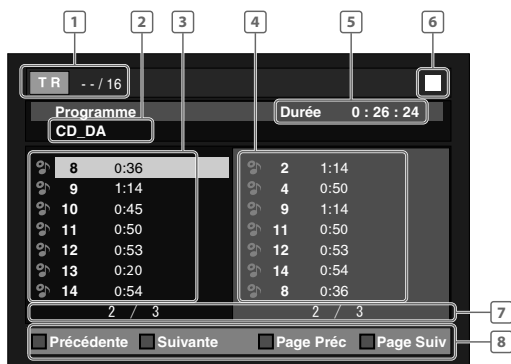 1 2 3 4 5 6
TR - - / 16
Programme Durée 0 : 26 : 24
CD_DA
8 0:36 2 1:14
9 1:14 4 0:50
10 0:45 9 1:14
11 0:50 11 0:50
12 0:53 12 0:53
13 0:20 14 0:54
14 0:54 8 0:36
2 / 3 2 / 3
7
Précédente Suivante Page Préc Page Suiv
8